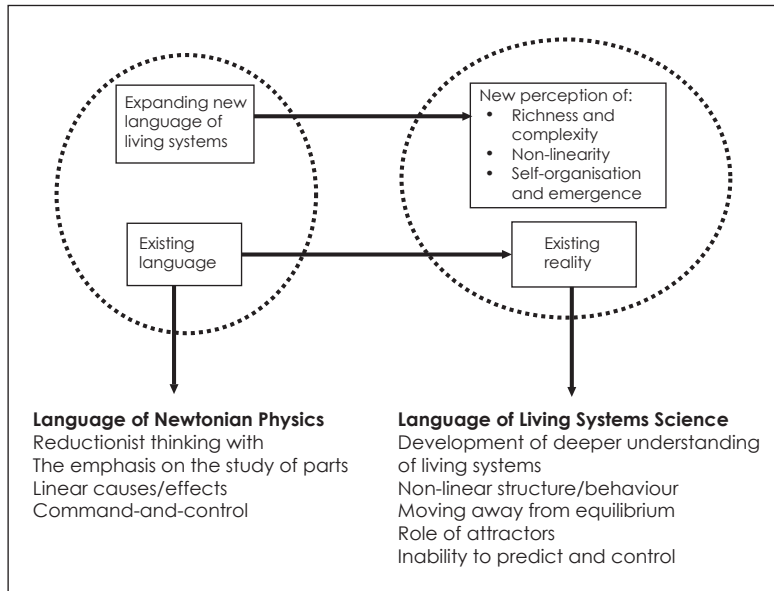 Expanding new
language of
living systems
New perception of:
• Richness and
complexity
• Non-linearity
• Self-organisation
and emergence
Existing
language
Existing
reality
Language of Newtonian Physics
Reductionist thinking with
The emphasis on the study of parts
Linear causes/effects
Command-and-control
Language of Living Systems Science
Development of deeper understanding
of living systems
Non-linear structure/behaviour
Moving away from equilibrium
Role of attractors
Inability to predict and control